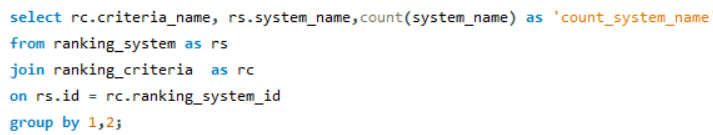 select rc.criteria_name, rs.system_name,count(system_name) as 'count_system_name'
from ranking_system as rs
join ranking_criteria  as rc
on rs.id = rc.ranking_system_id
group by 1,2;